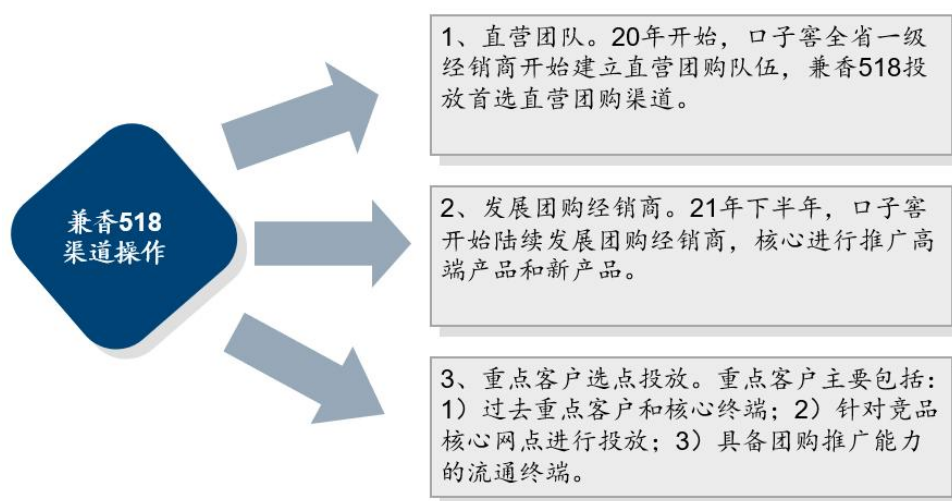 兼香518
渠道操作
1、直营团队。20年开始，口子窖全省一级
经销商开始建立直营团购队伍，兼香518投
放首选直营团购渠道。
2、发展团购经销商。21年下半年，口子窖
开始陆续发展团购经销商，核心进行推广高
端产品和新产品。
3、重点客户选点投放。重点客户主要包括：
1）过去重点客户和核心终端；2）针对竞品
核心网点进行投放；3）具备团购推广能力
的流通终端。